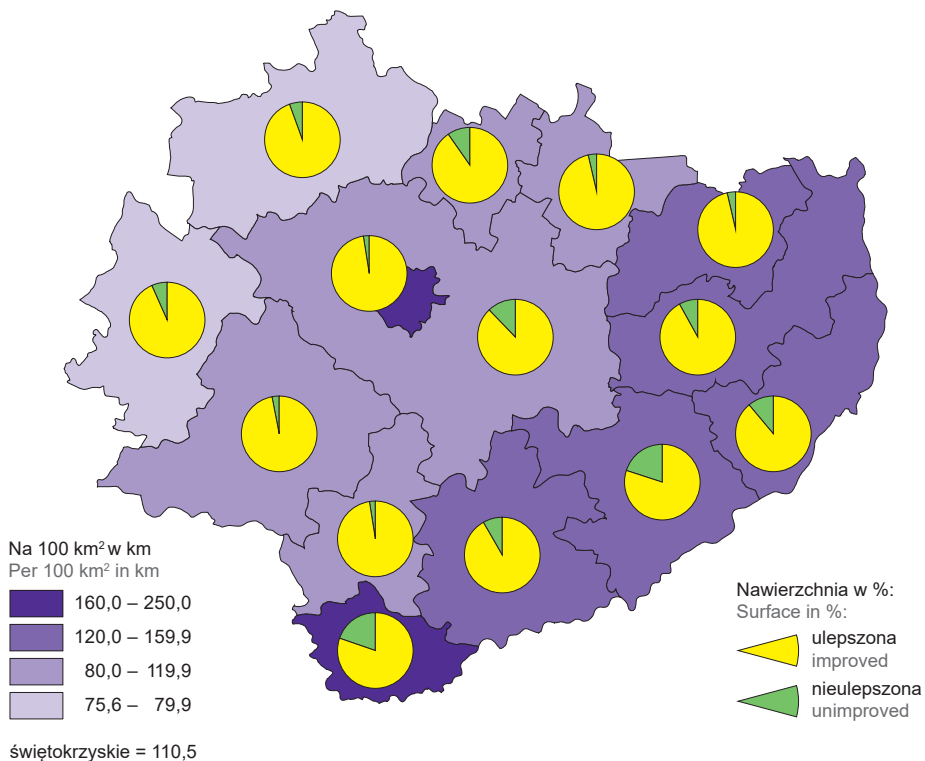 Na 100 km² w km
Per 100 km² in km
160,0 – 250,0
120,0 – 159,9
80,0 – 119,9
75,6 – 79,9
świętokrzyskie = 110,5
Nawierzchnia w %:
Surface in %:
ulepszona
improved
nieulepszona
unimproved